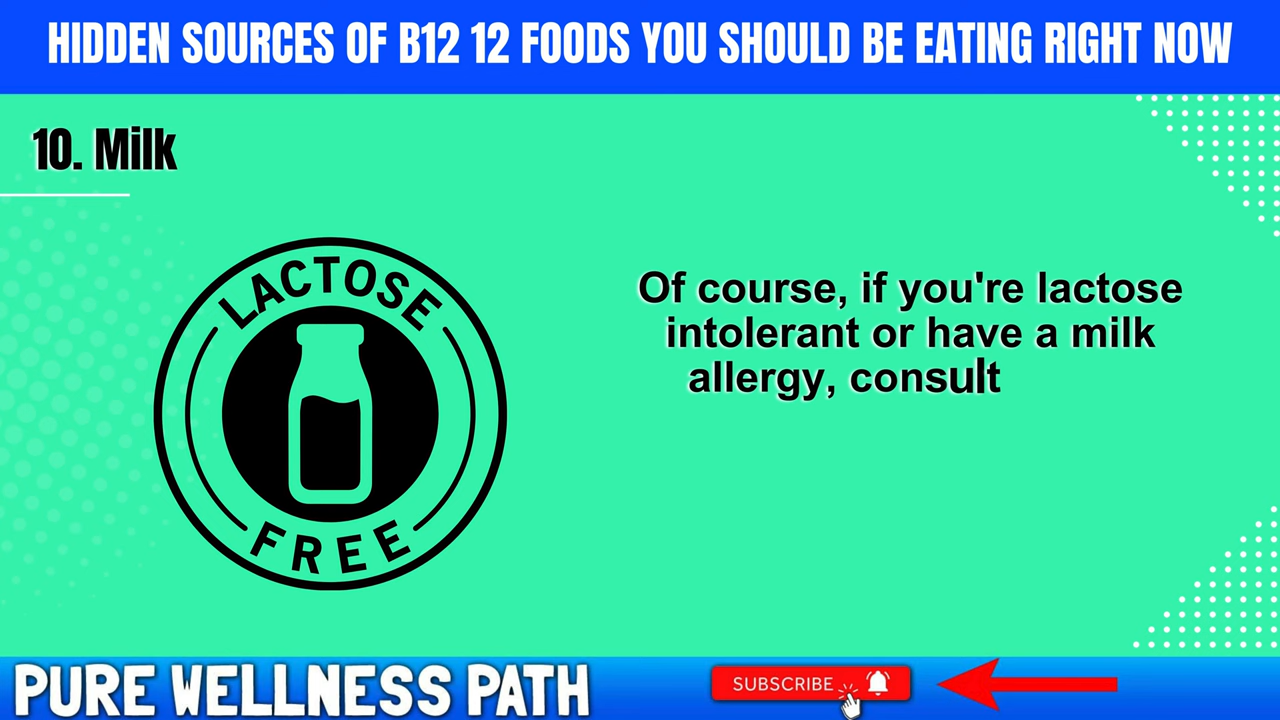 HIDDEN SOURCES OF B12 12 FOODS YOU SHOULD BE EATING RIGHT NOW
10. Milk
LACTOSE
FREE
Of course, if you're lactose
intolerant or have a milk
allergy, consult
PURE WELLNESS PATH
SUBSCRIBE